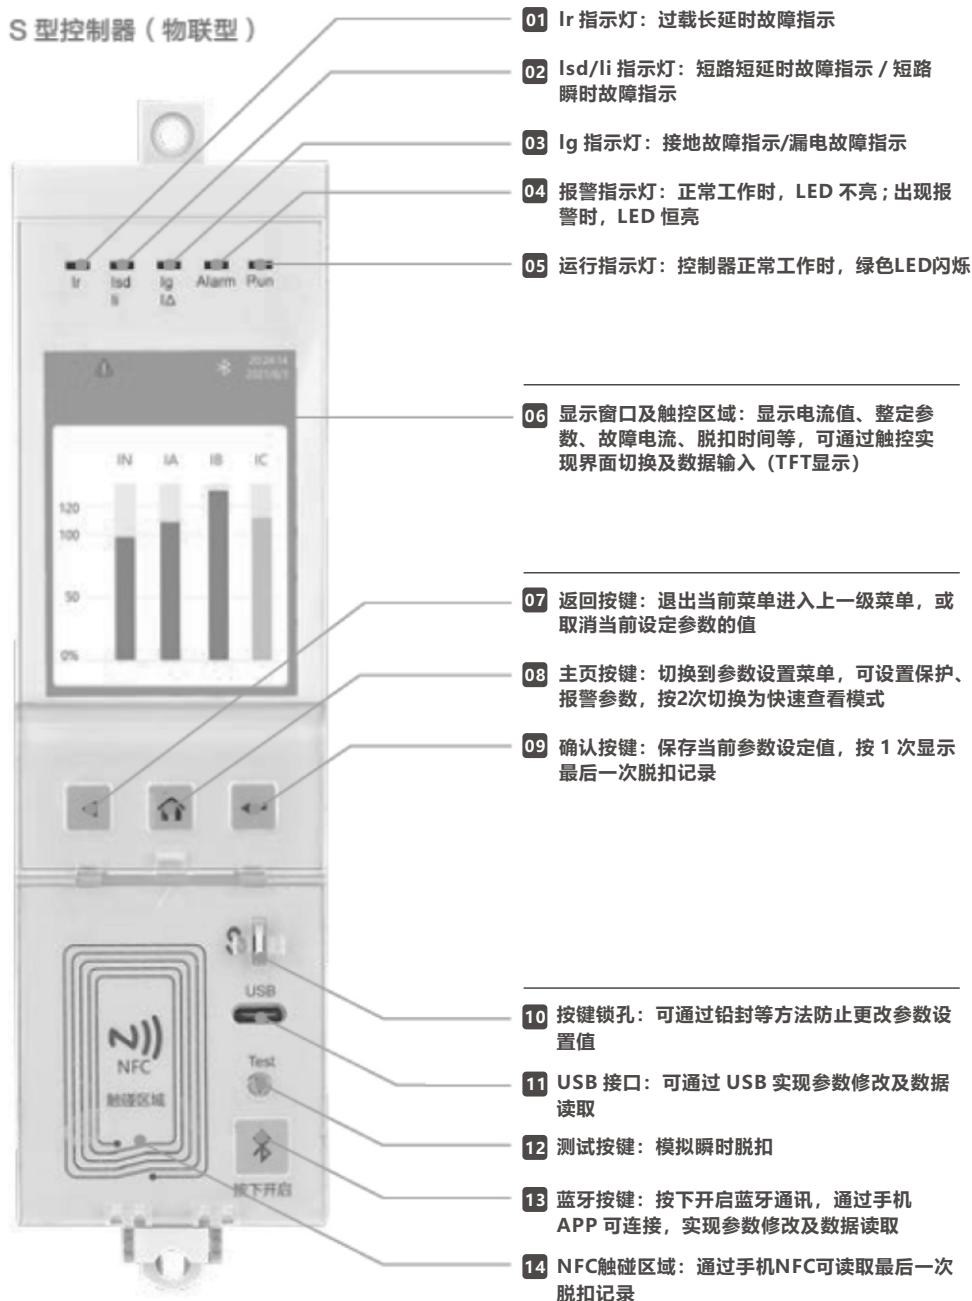 S 型控制器（物联型）
01 Ir 指示灯：过载长延时故障指示
02 Isd/Ii 指示灯：短路短延时故障指示 / 短路
瞬时故障指示
03 Ig 指示灯：接地故障指示/漏电故障指示
04 报警指示灯：正常工作时，LED 不亮；出现报
警时，LED 恒亮
05 运行指示灯：控制器正常工作时，绿色LED闪烁
Ir Isd Ig Alarm Run
Ii IΔ
20:24:14
2021/6/1
IN IA IB IC
120
100
50
0%
06 显示窗口及触控区域：显示电流值、整定参
数、故障电流、脱扣时间等，可通过触控实
现界面切换及数据输入（TFT显示）
07 返回按键：退出当前菜单进入上一级菜单，或
取消当前设定参数的值
08 主页按键：切换到参数设置菜单，可设置保护、
报警参数，按2次切换为快速查看模式
09 确认按键：保存当前参数设定值，按 1 次显示
最后一次脱扣记录
USB
Test
NFC
触碰区域
按下开启
10 按键锁孔：可通过铅封等方法防止更改参数设
置值
11 USB 接口：可通过 USB 实现参数修改及数据
读取
12 测试按键：模拟瞬时脱扣
13 蓝牙按键：按下开启蓝牙通讯，通过手机
APP 可连接，实现参数修改及数据读取
14 NFC触碰区域：通过手机NFC可读取最后一次
脱扣记录